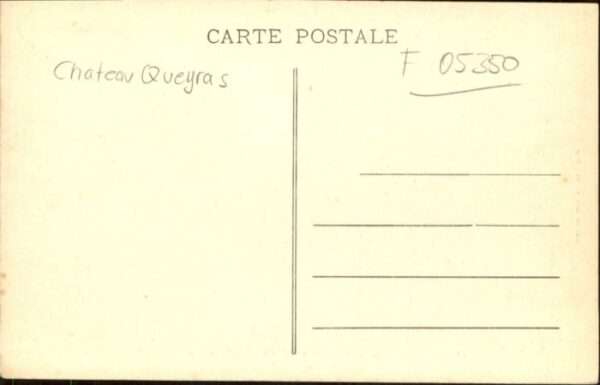 CARTE POSTALE
Chateau Queyras
F 05350